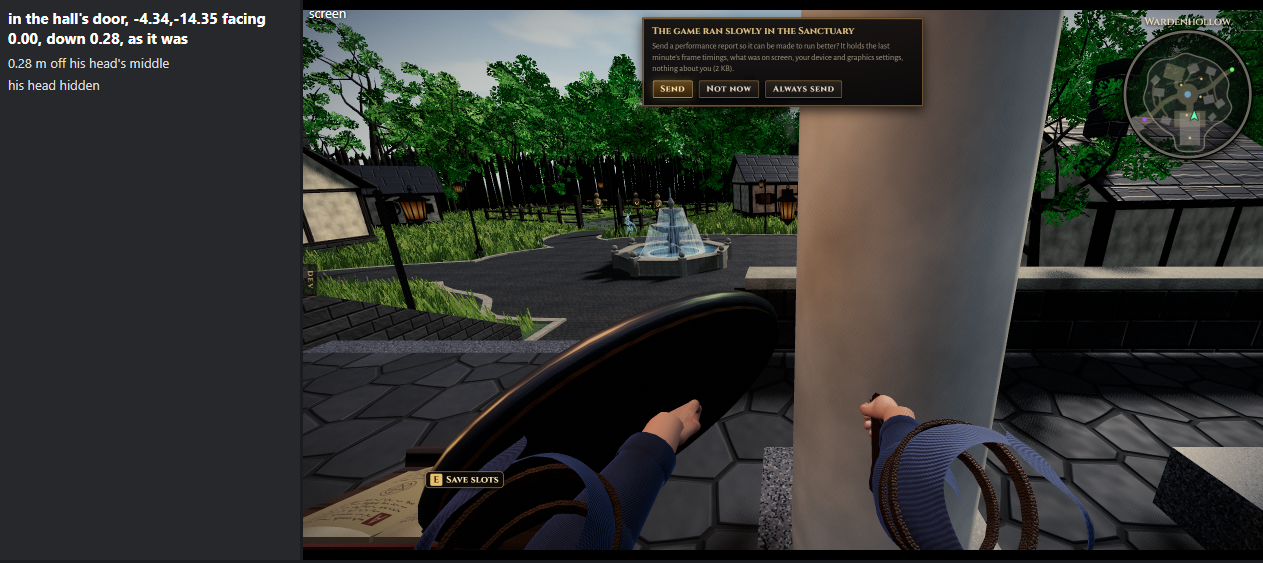 in the hall's door, -4.34,-14.35 facing
0.00, down 0.28, as it was
0.28 m off his head's middle
his head hidden
screen
The game ran slowly in the Sanctuary
Send a performance report so it can be made to run better? It holds the last
minute's frame timings, what was on screen, your device and graphics settings,
nothing about you (2 KB).
Send
Not now
Always send
Wardenhollow
DEV
E Save slots